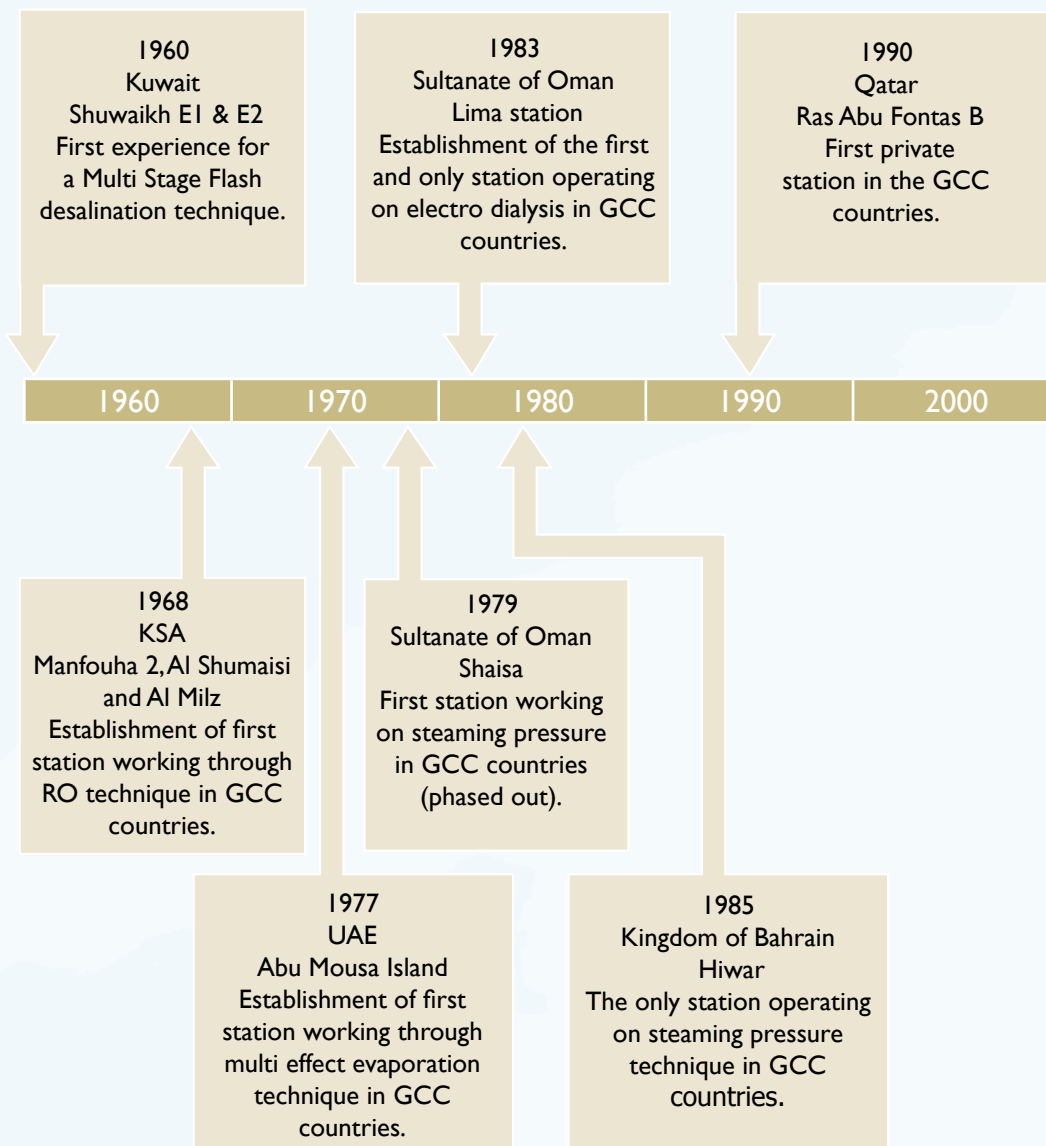 1960
Kuwait
Shuwaikh E1 & E2
First experience for
a Multi Stage Flash
desalination technique.
1983
Sultanate of Oman
Lima station
Establishment of the first
and only station operating
on electro dialysis in GCC
countries.
1990
Qatar
Ras Abu Fontas B
First private
station in the GCC
countries.
1960 1970 1980 1990 2000
1968
KSA
Manfouha 2, Al Shumaisi
and Al Milz
Establishment of first
station working through
RO technique in GCC
countries.
1979
Sultanate of Oman
Shaisa
First station working
on steaming pressure
in GCC countries
(phased out).
1977
UAE
Abu Mousa Island
Establishment of first
station working through
multi effect evaporation
technique in GCC
countries.
1985
Kingdom of Bahrain
Hiwar
The only station operating
on steaming pressure
technique in GCC
countries.